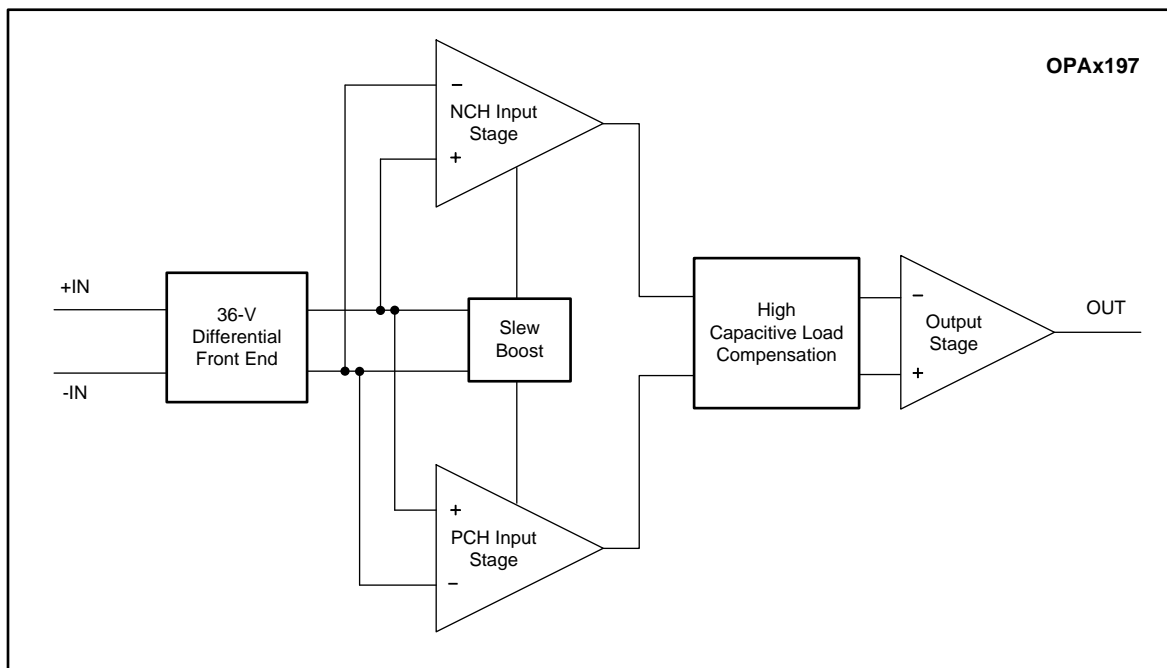 OPAx197
−
NCH Input
Stage
+
+IN
-IN
36-V
Differential
Front End
Slew
Boost
High
Capacitive Load
Compensation
−
Output
Stage
+
OUT
+
PCH Input
Stage
−